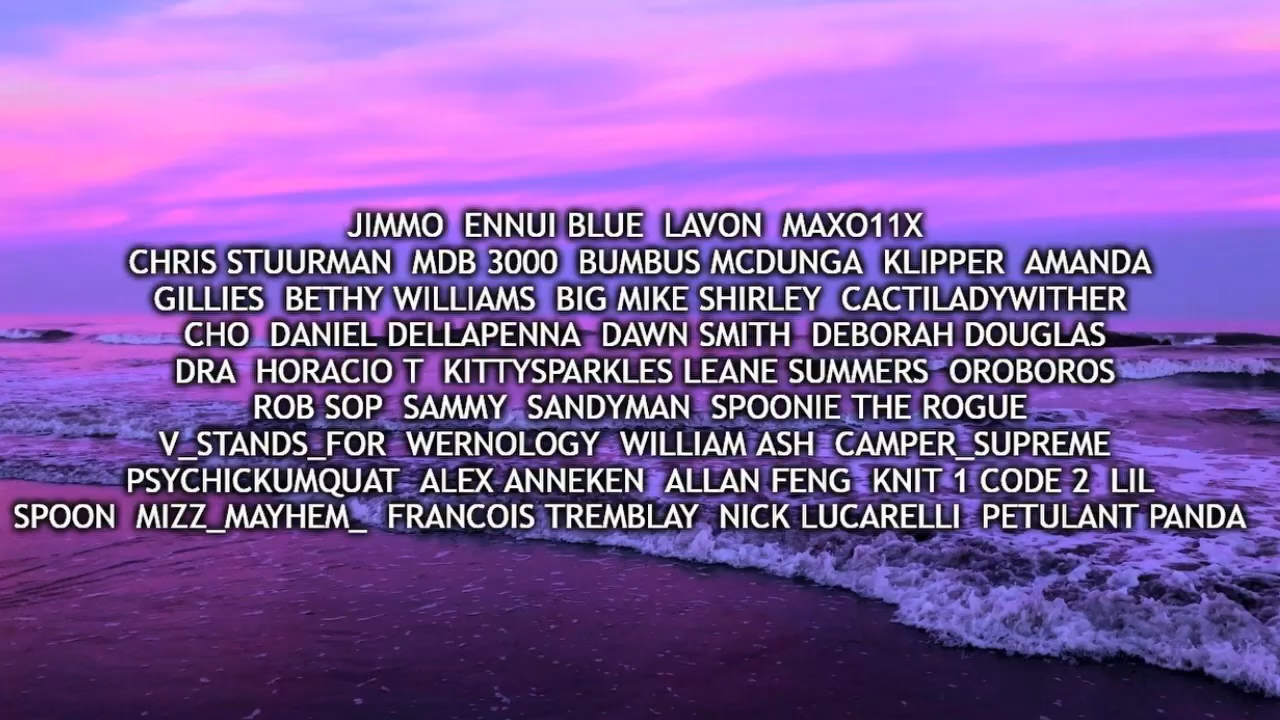 JIMMO  ENNUI BLUE  LAVON  MAXO11X
CHRIS STUURMAN  MDB 3000  BUMBUS MCDUNGA  KLIPPER  AMANDA
GILLIES  BETHY WILLIAMS  BIG MIKE SHIRLEY  CACTILADYWITHER
CHO  DANIEL DELLAPENNA  DAWN SMITH  DEBORAH DOUGLAS
DRA  HORACIO T  KITTYSPARKLES LEANE SUMMERS  OROBOROS
ROB SOP  SAMMY  SANDYMAN  SPOONIE THE ROGUE
V_STANDS_FOR  WERNOLOGY  WILLIAM ASH  CAMPER_SUPREME
PSYCHICKUMQUAT  ALEX ANNEKEN  ALLAN FENG  KNIT 1 CODE 2  LIL
SPOON  MIZZ_MAYHEM_  FRANCOIS TREMBLAY  NICK LUCARELLI  PETULANT PANDA